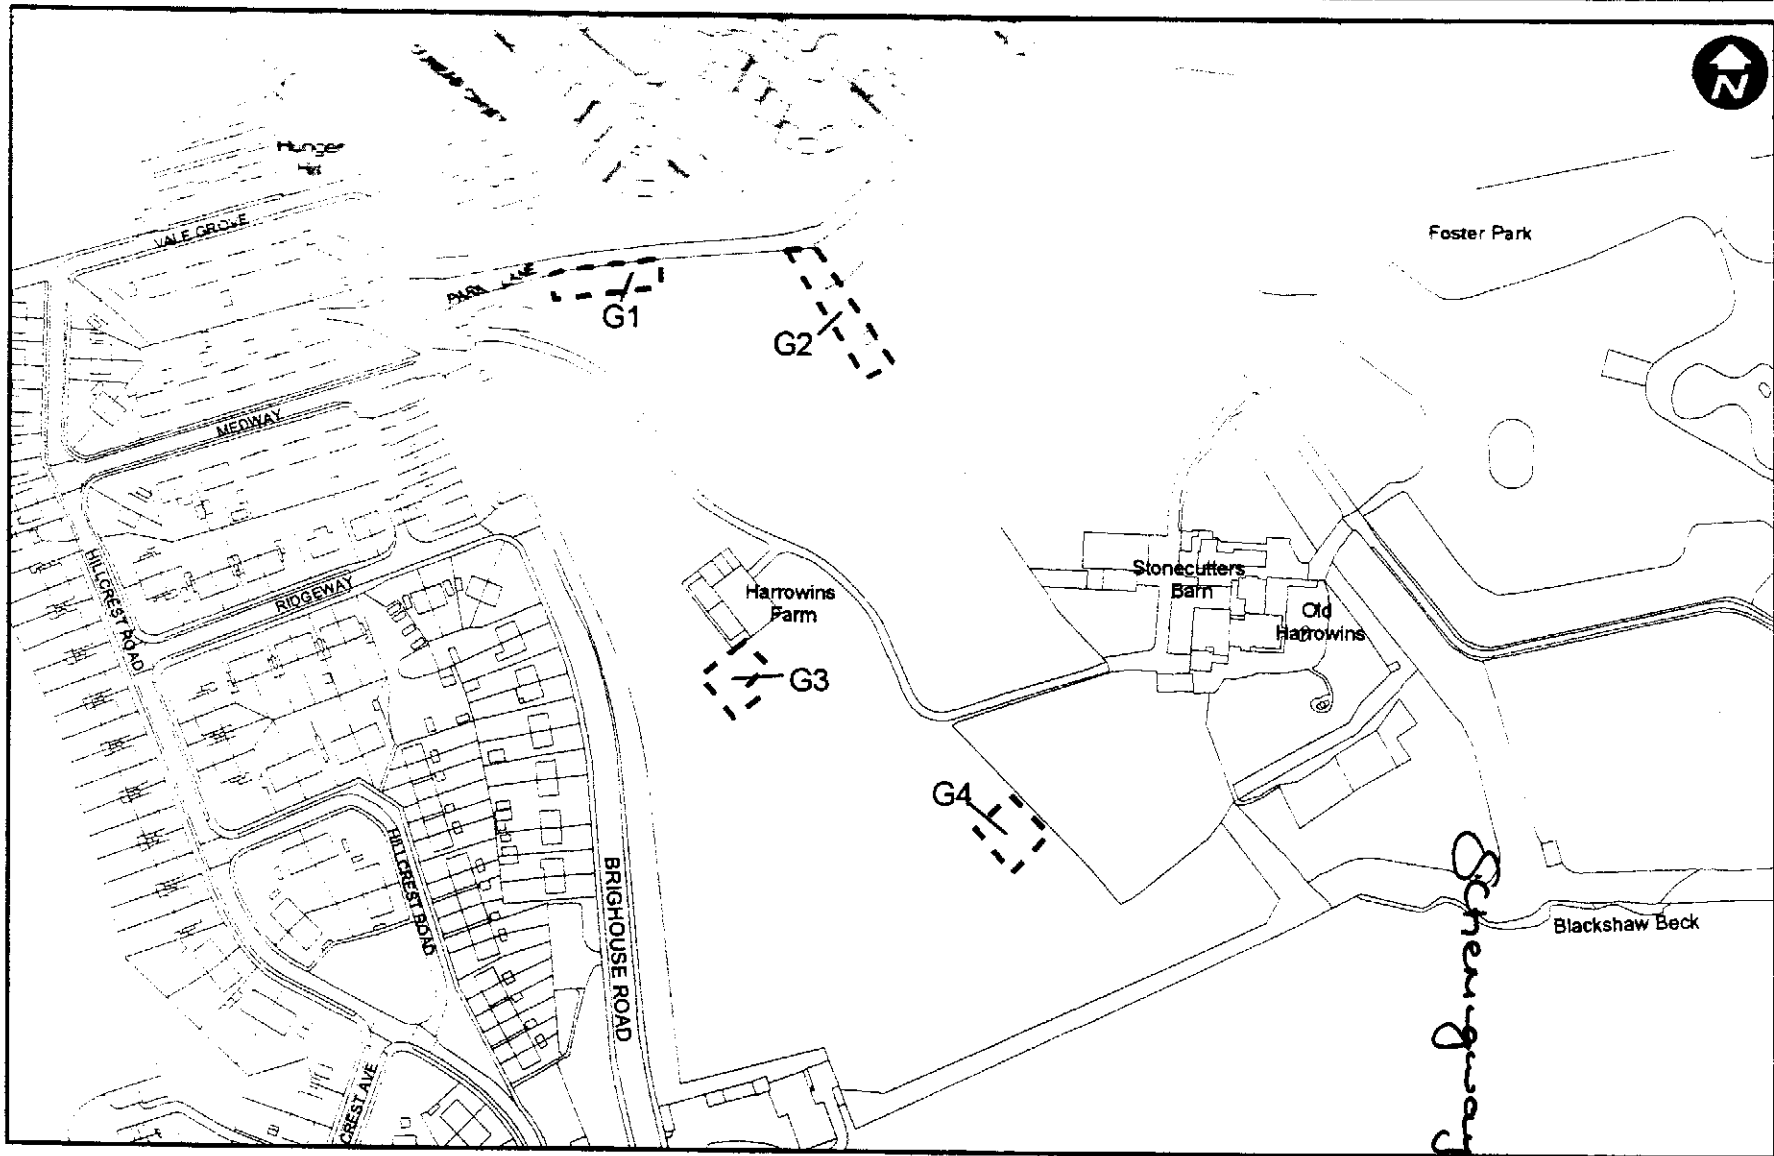 N
Hunger
Hill
Foster Park
VALE GROVE
PARK LANE
G1
G2
MEDWAY
HILLCREST ROAD
RIDGEWAY
Harrowins
Farm
Stonecutters
Barn
Old
Harrowins
G3
G4
HILLCREST ROAD
BRIGHOUSE ROAD
Blackshaw Beck
CREST AVE